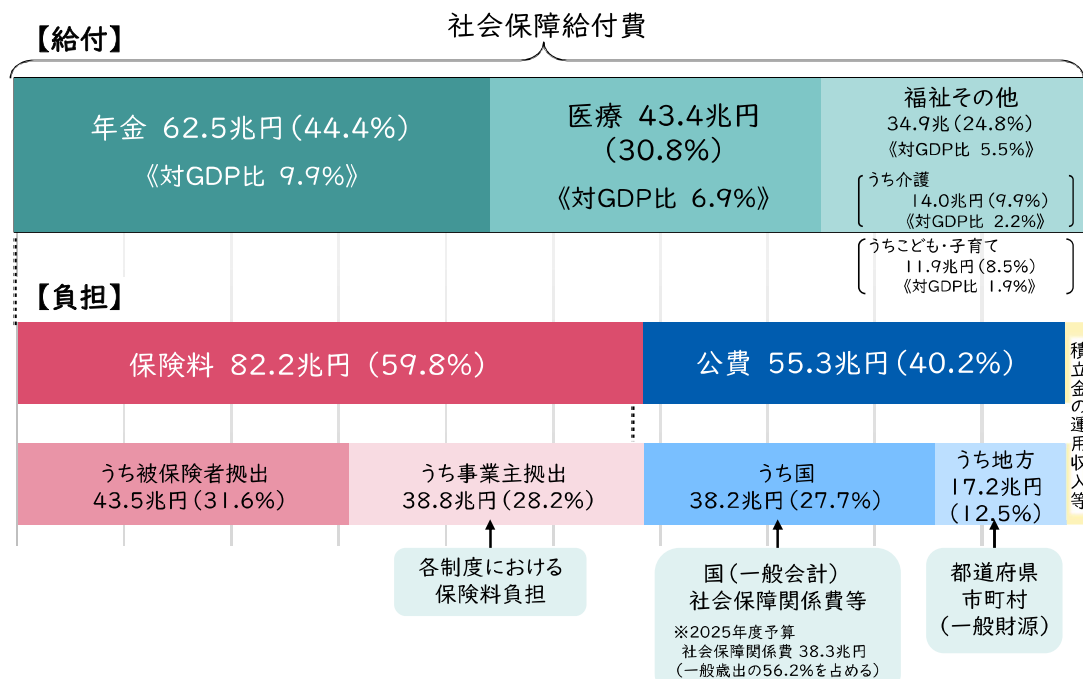 社会保障給付費
【給付】
年金 62.5兆円(44.4%)
《対GDP比 9.9%》
医療 43.4兆円
(30.8%)
《対GDP比 6.9%》
福祉その他
34.9兆(24.8%)
《対GDP比 5.5%》
うち介護
14.0兆円(9.9%)
《対GDP比 2.2%》
うちこども・子育て
11.9兆円(8.5%)
《対GDP比 1.9%》
【負担】
保険料 82.2兆円 (59.8%)
公費 55.3兆円(40.2%)
積立金の運用収入等
うち被保険者拠出
43.5兆円(31.6%)
うち事業主拠出
38.8兆円(28.2%)
うち国
38.2兆円(27.7%)
うち地方
17.2兆円
(12.5%)
各制度における
保険料負担
国(一般会計)
社会保障関係費等
※2025年度予算
社会保障関係費 38.3兆円
(一般歳出の56.2%を占める)
都道府県
市町村
(一般財源)